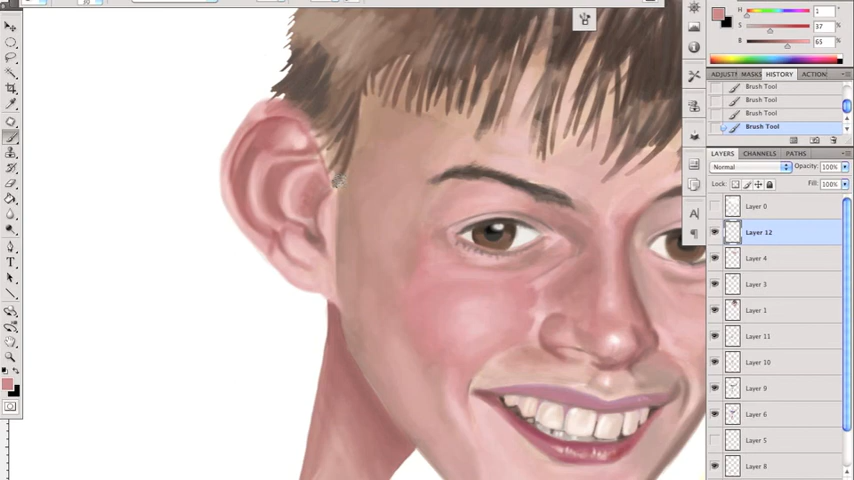 H
1
°
S
37
%
B
65
%
ADJUSTM MASKS HISTORY ACTION
Brush Tool
Brush Tool
Brush Tool
Brush Tool
LAYERS CHANNELS PATHS
Normal Opacity: 100%
Lock: Fill: 100%
Layer 0
Layer 12
Layer 4
Layer 3
Layer 1
Layer 11
Layer 10
Layer 9
Layer 6
Layer 5
Layer 8